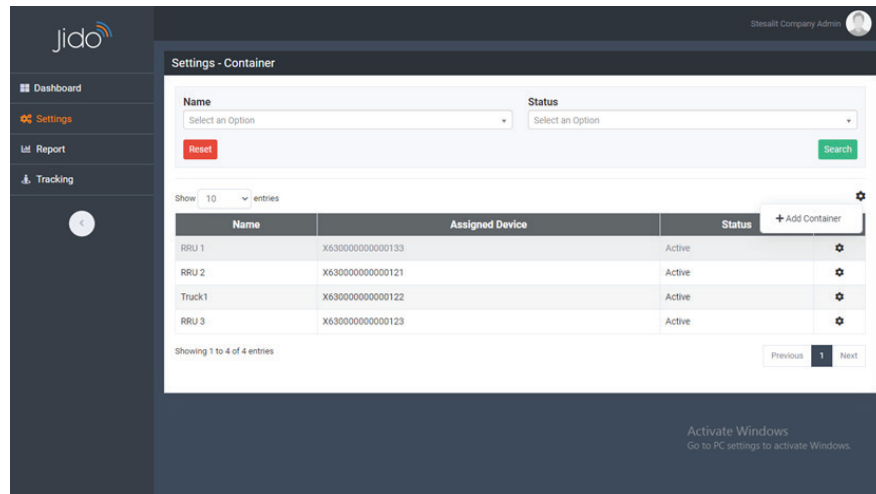 Jido
Stesalit Company Admin
Settings - Container
Dashboard
Settings
Report
Tracking
Name Status
Select an Option Select an Option
Reset Search
Show 10 entries
+ Add Container
Name Assigned Device Status
RRU 1 X630000000000133 Active
RRU 2 X630000000000121 Active
Truck1 X630000000000122 Active
RRU 3 X630000000000123 Active
Showing 1 to 4 of 4 entries
Previous 1 Next
Activate Windows
Go to PC settings to activate Windows.